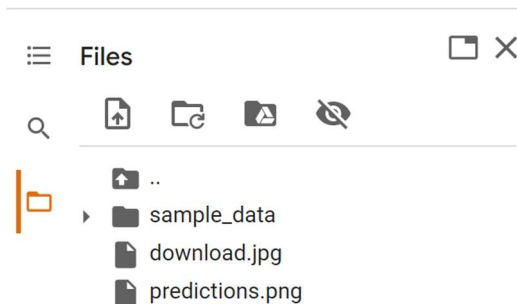 Files
..
sample_data
download.jpg
predictions.png